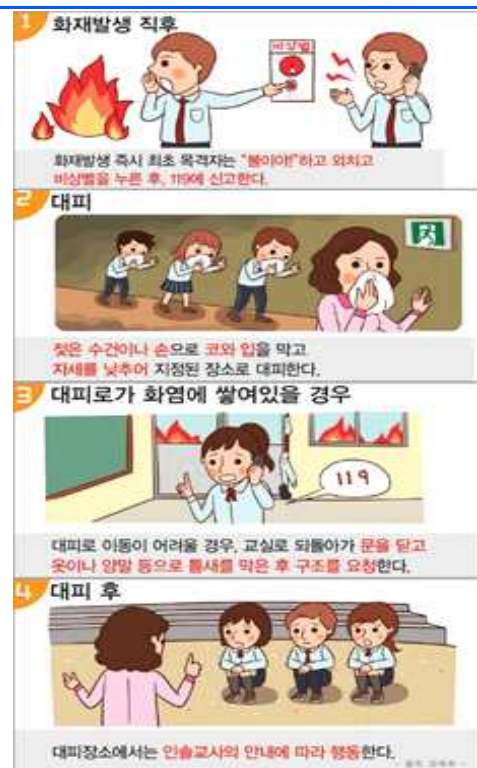 1 화재발생 직후
비상벨
화재발생 즉시 최초 목격자는 "불이야!"하고 외치고
비상벨을 누른 후, 119에 신고한다.
2 대피
젖은 수건이나 손으로 코와 입을 막고
자세를 낮추어 지정된 장소로 대피한다.
3 대피로가 화염에 쌓여있을 경우
119
대피로 이동이 어려울 경우, 교실로 되돌아가 문을 닫고
옷이나 양말 등으로 틈새를 막은 후 구조를 요청한다.
4 대피 후
대피장소에서는 인솔교사의 안내에 따라 행동한다.